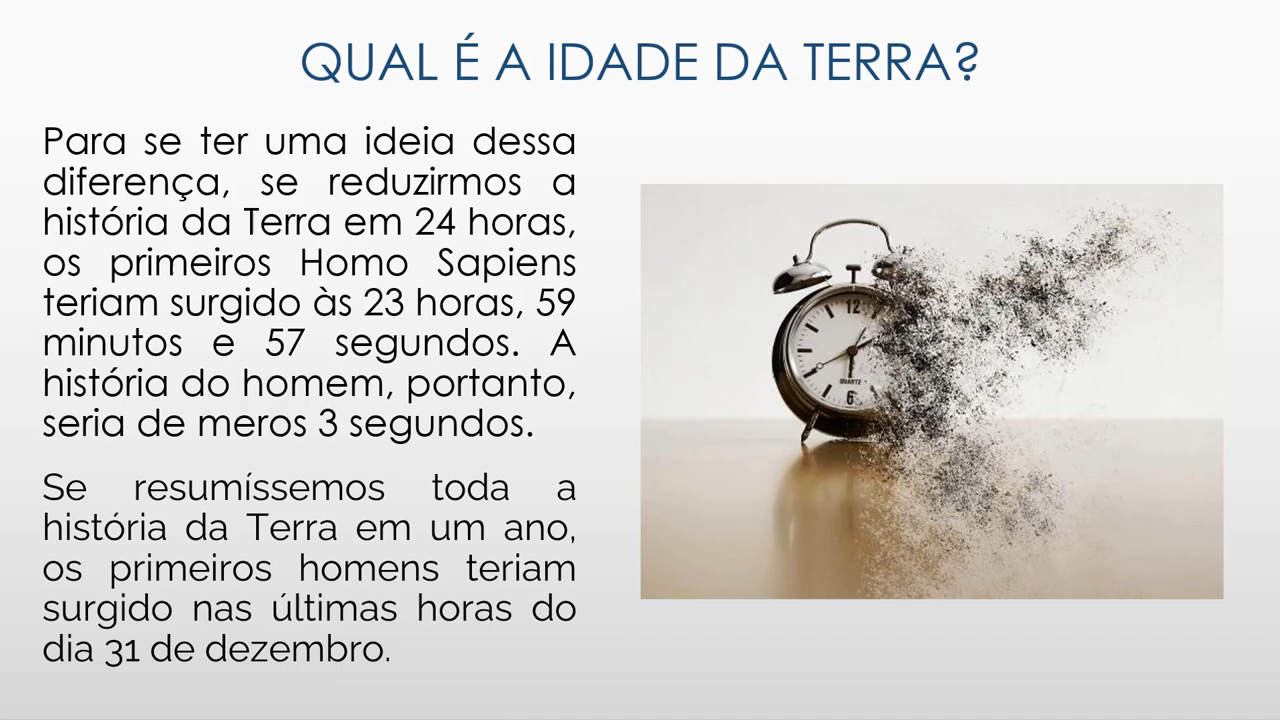 QUAL É A IDADE DA TERRA?
Para se ter uma ideia dessa
diferença, se reduzirmos a
história da Terra em 24 horas,
os primeiros Homo Sapiens
teriam surgido às 23 horas, 59
minutos e 57 segundos. A
história do homem, portanto,
seria de meros 3 segundos.
Se resumíssemos toda a
história da Terra em um ano,
os primeiros homens teriam
surgido nas últimas horas do
dia 31 de dezembro.
12
QUARTZ
6